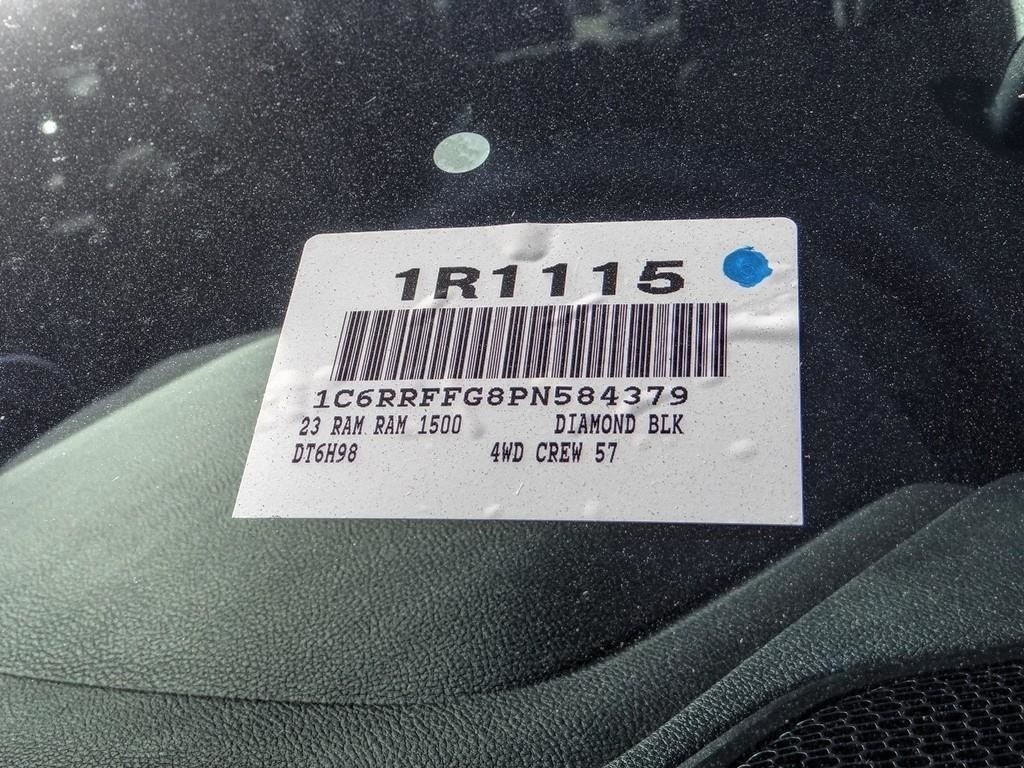 1R1115
1C6RRFFG8PN584379
23 RAM RAM 1500 DIAMOND BLK
DT6H98 4WD CREW 57